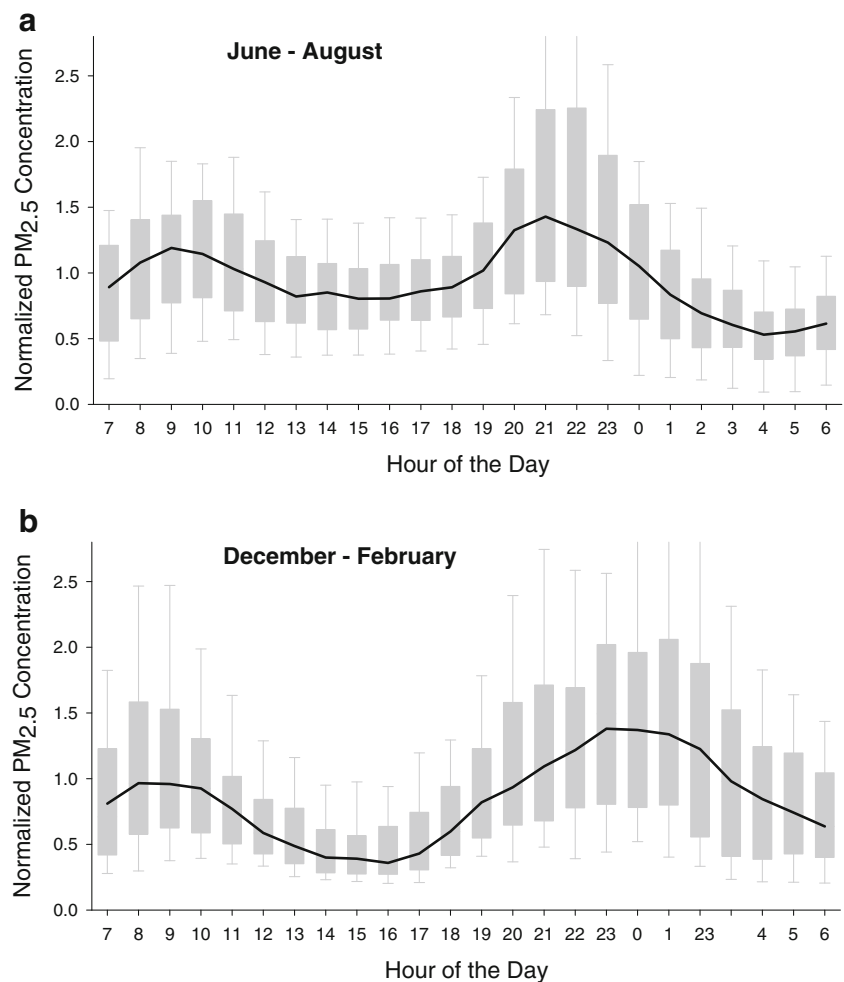 a
June - August
Normalized PM2.5 Concentration
2.5
2.0
1.5
1.0
0.5
0.0
7 8 9 10 11 12 13 14 15 16 17 18 19 20 21 22 23 0 1 2 3 4 5 6
Hour of the Day
b
December - February
Normalized PM2.5 Concentration
2.5
2.0
1.5
1.0
0.5
0.0
7 8 9 10 11 12 13 14 15 16 17 18 19 20 21 22 23 0 1 23 4 5 6
Hour of the Day